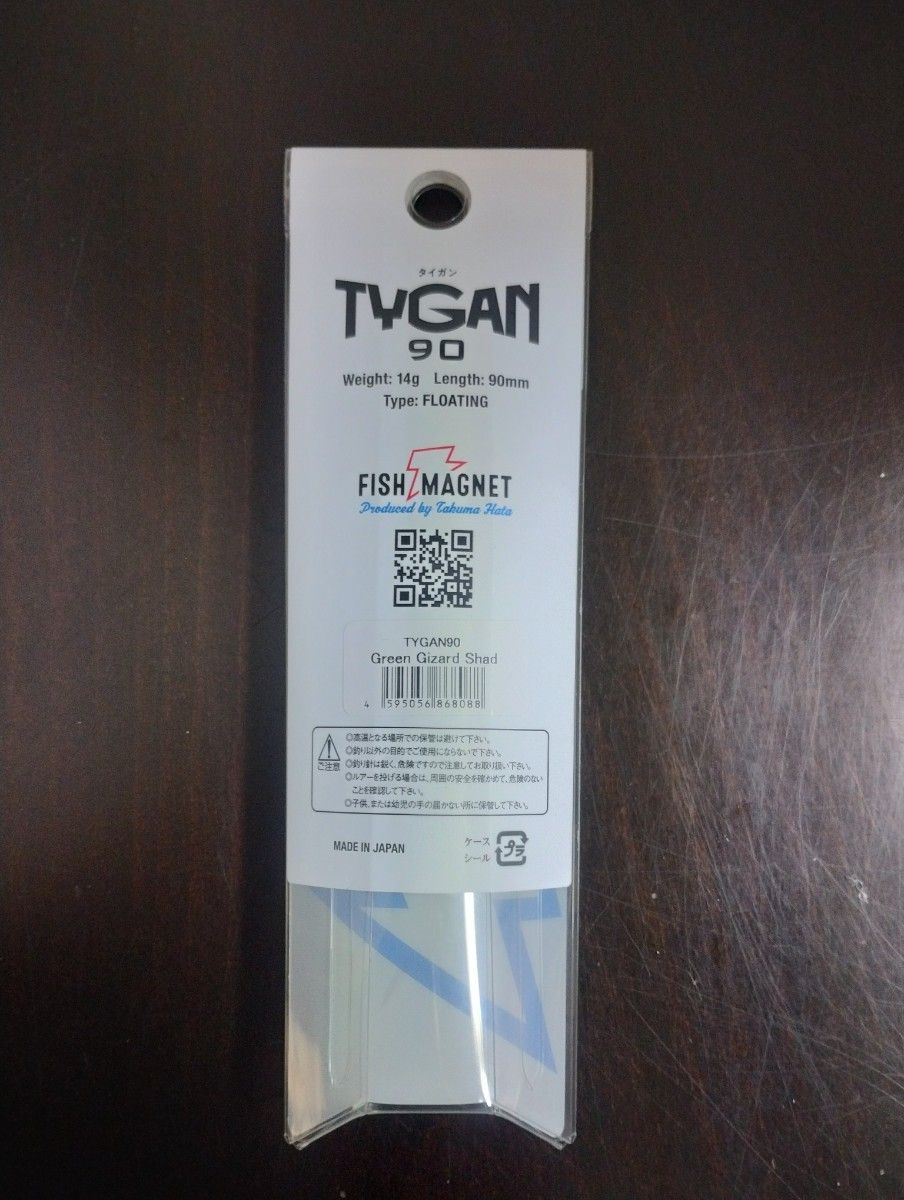 タイガン
TYGAN
90
Weight: 14g Length: 90mm
Type: FLOATING
FISH MAGNET
Produced by Takuma Hata
TYGAN90
Green Gizard Shad
4 595056 868088
ご注意
◎高温となる場所での保管は避けて下さい。
◎釣り以外の目的でご使用にならないで下さい。
◎釣り針は鋭く、危険ですので注意してお取り扱い下さい。
◎ルアーを投げる場合は、周囲の安全を確かめて、危険のない
ことを確認して下さい。
◎子供、または幼児の手の届かない所に保管して下さい。
MADE IN JAPAN
ケース
シール
プラ